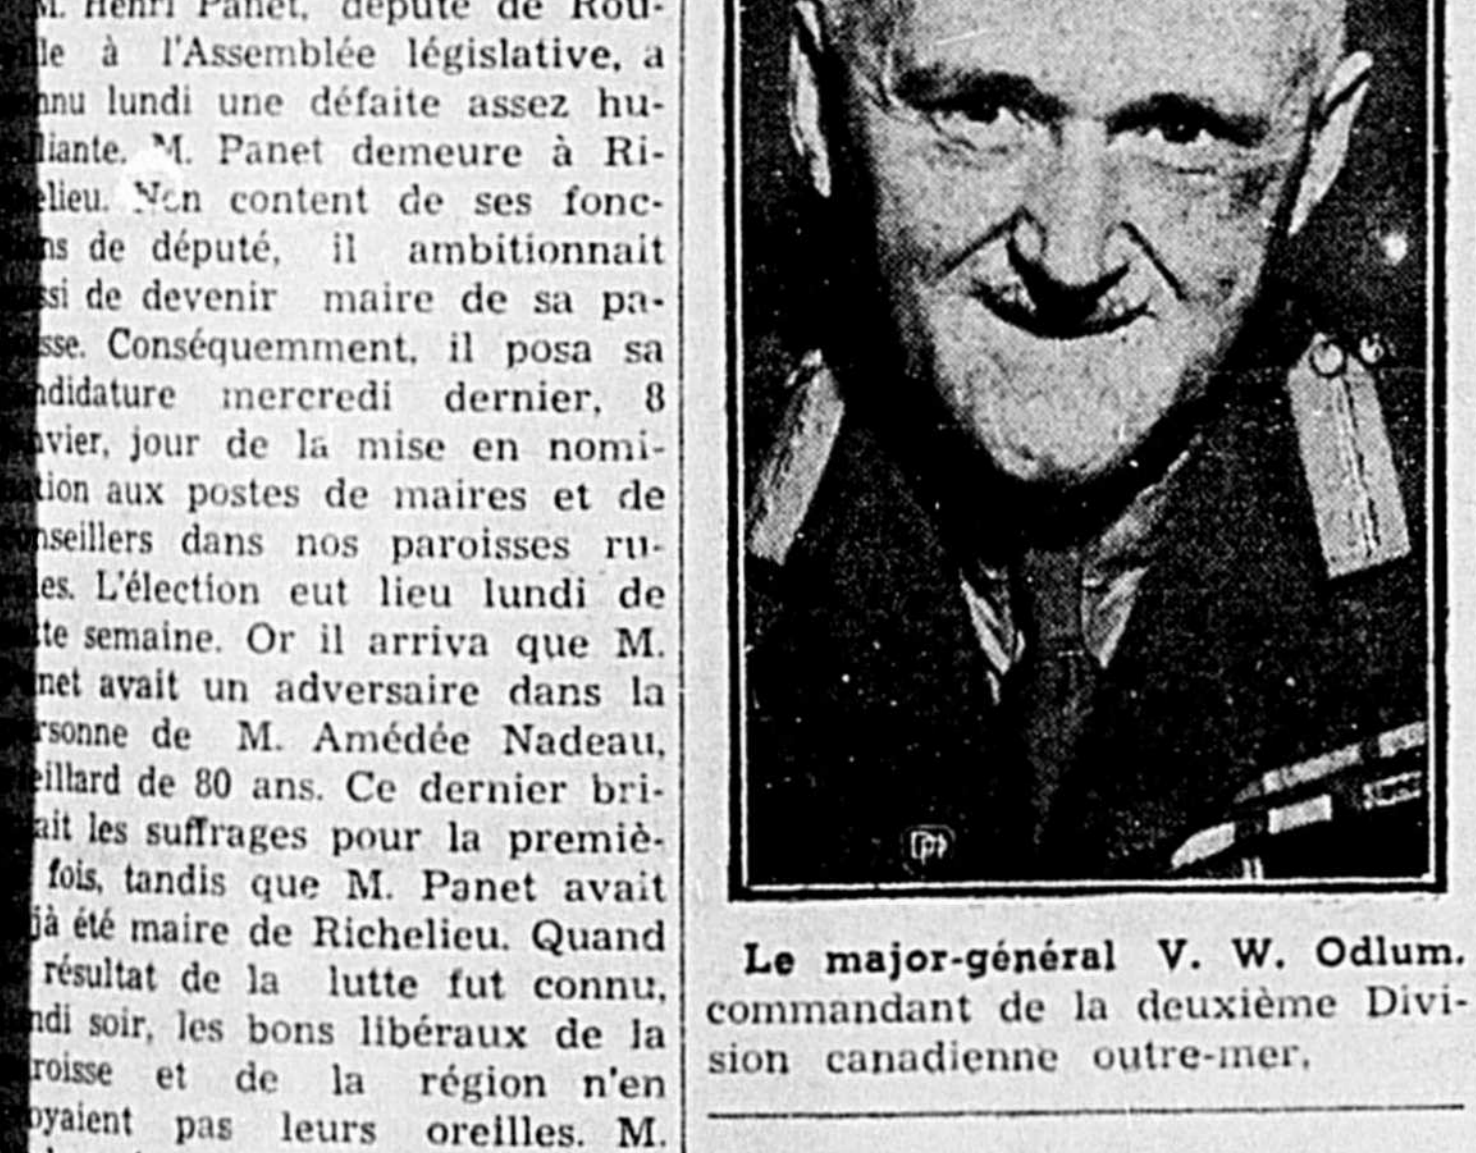 M. Henri Panet, député de Rou-
le à l'Assemblée législative, a
nnu lundi une défaite assez hu-
liante. M. Panet demeure à Ri-
elieu. Non content de ses fonc-
ns de député, il ambitionnait
ssi de devenir maire de sa pa-
sse. Conséquemment, il posa sa
ndidature mercredi dernier, 8
nvier, jour de la mise en nomi-
tion aux postes de maires et de
nseillers dans nos paroisses ru-
es. L'élection eut lieu lundi de
te semaine. Or il arriva que M.
net avait un adversaire dans la
rsonne de M. Amédée Nadeau,
eillard de 80 ans. Ce dernier bri-
ait les suffrages pour la premiè-
fois, tandis que M. Panet avait
jà été maire de Richelieu. Quand
résultat de la lutte fut connu,
ndi soir, les bons libéraux de la
roisse et de la région n'en
oyaient pas leurs oreilles. M.
Le major-général V. W. Odlum.
commandant de la deuxième Divi-
sion canadienne outre-mer.